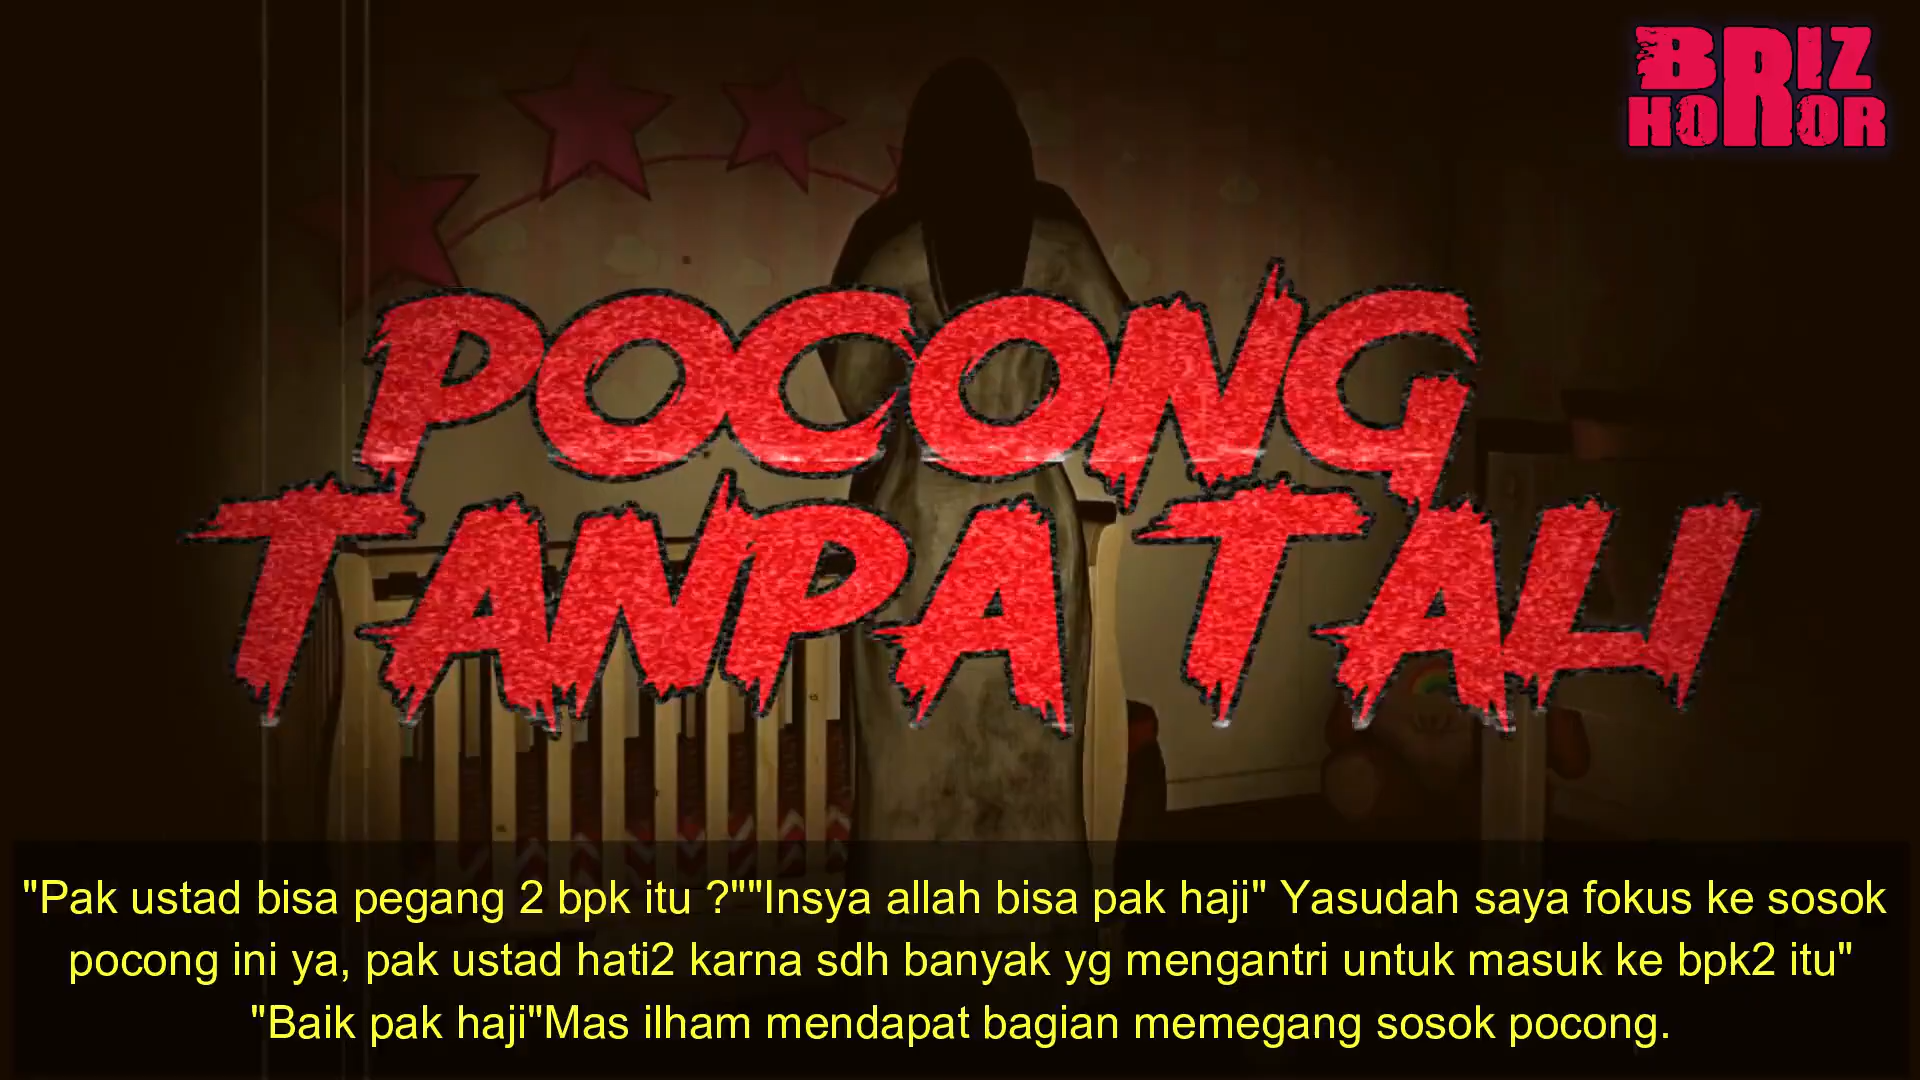 BRIZ
HOROR
POCONG
TANPA TALI
"Pak ustad bisa pegang 2 bpk itu ?""Insya allah bisa pak haji" Yasudah saya fokus ke sosok
pocong ini ya, pak ustad hati2 karna sdh banyak yg mengantri untuk masuk ke bpk2 itu"
"Baik pak haji"Mas ilham mendapat bagian memegang sosok pocong.